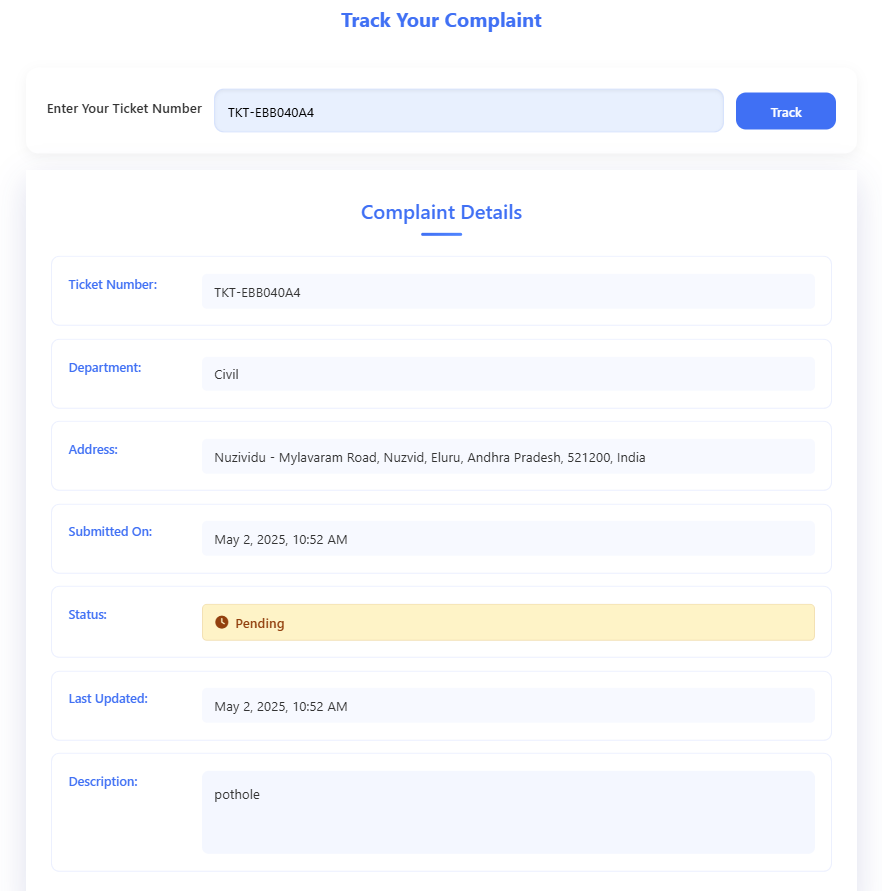 Track Your Complaint
Enter Your Ticket Number
TKT-EBB040A4
Track
Complaint Details
Ticket Number:
TKT-EBB040A4
Department:
Civil
Address:
Nuzividu - Mylavaram Road, Nuzvid, Eluru, Andhra Pradesh, 521200, India
Submitted On:
May 2, 2025, 10:52 AM
Status:
Pending
Last Updated:
May 2, 2025, 10:52 AM
Description:
pothole